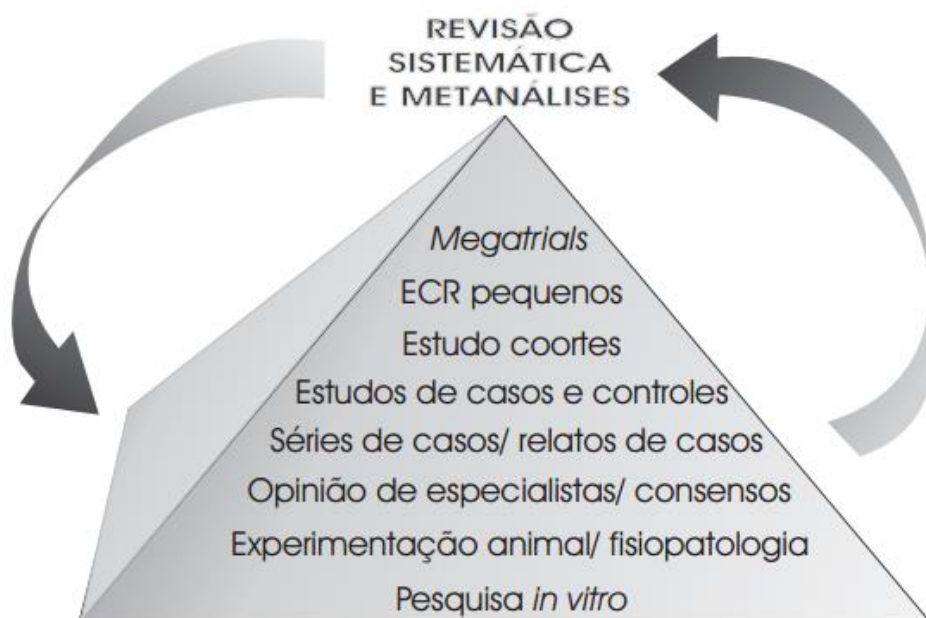 REVISÃO
SISTEMÁTICA
E METANÁLISES
Megatrials
ECR pequenos
Estudo coortes
Estudos de casos e controles
Séries de casos/ relatos de casos
Opinião de especialistas/ consensos
Experimentação animal/ fisiopatologia
Pesquisa in vitro